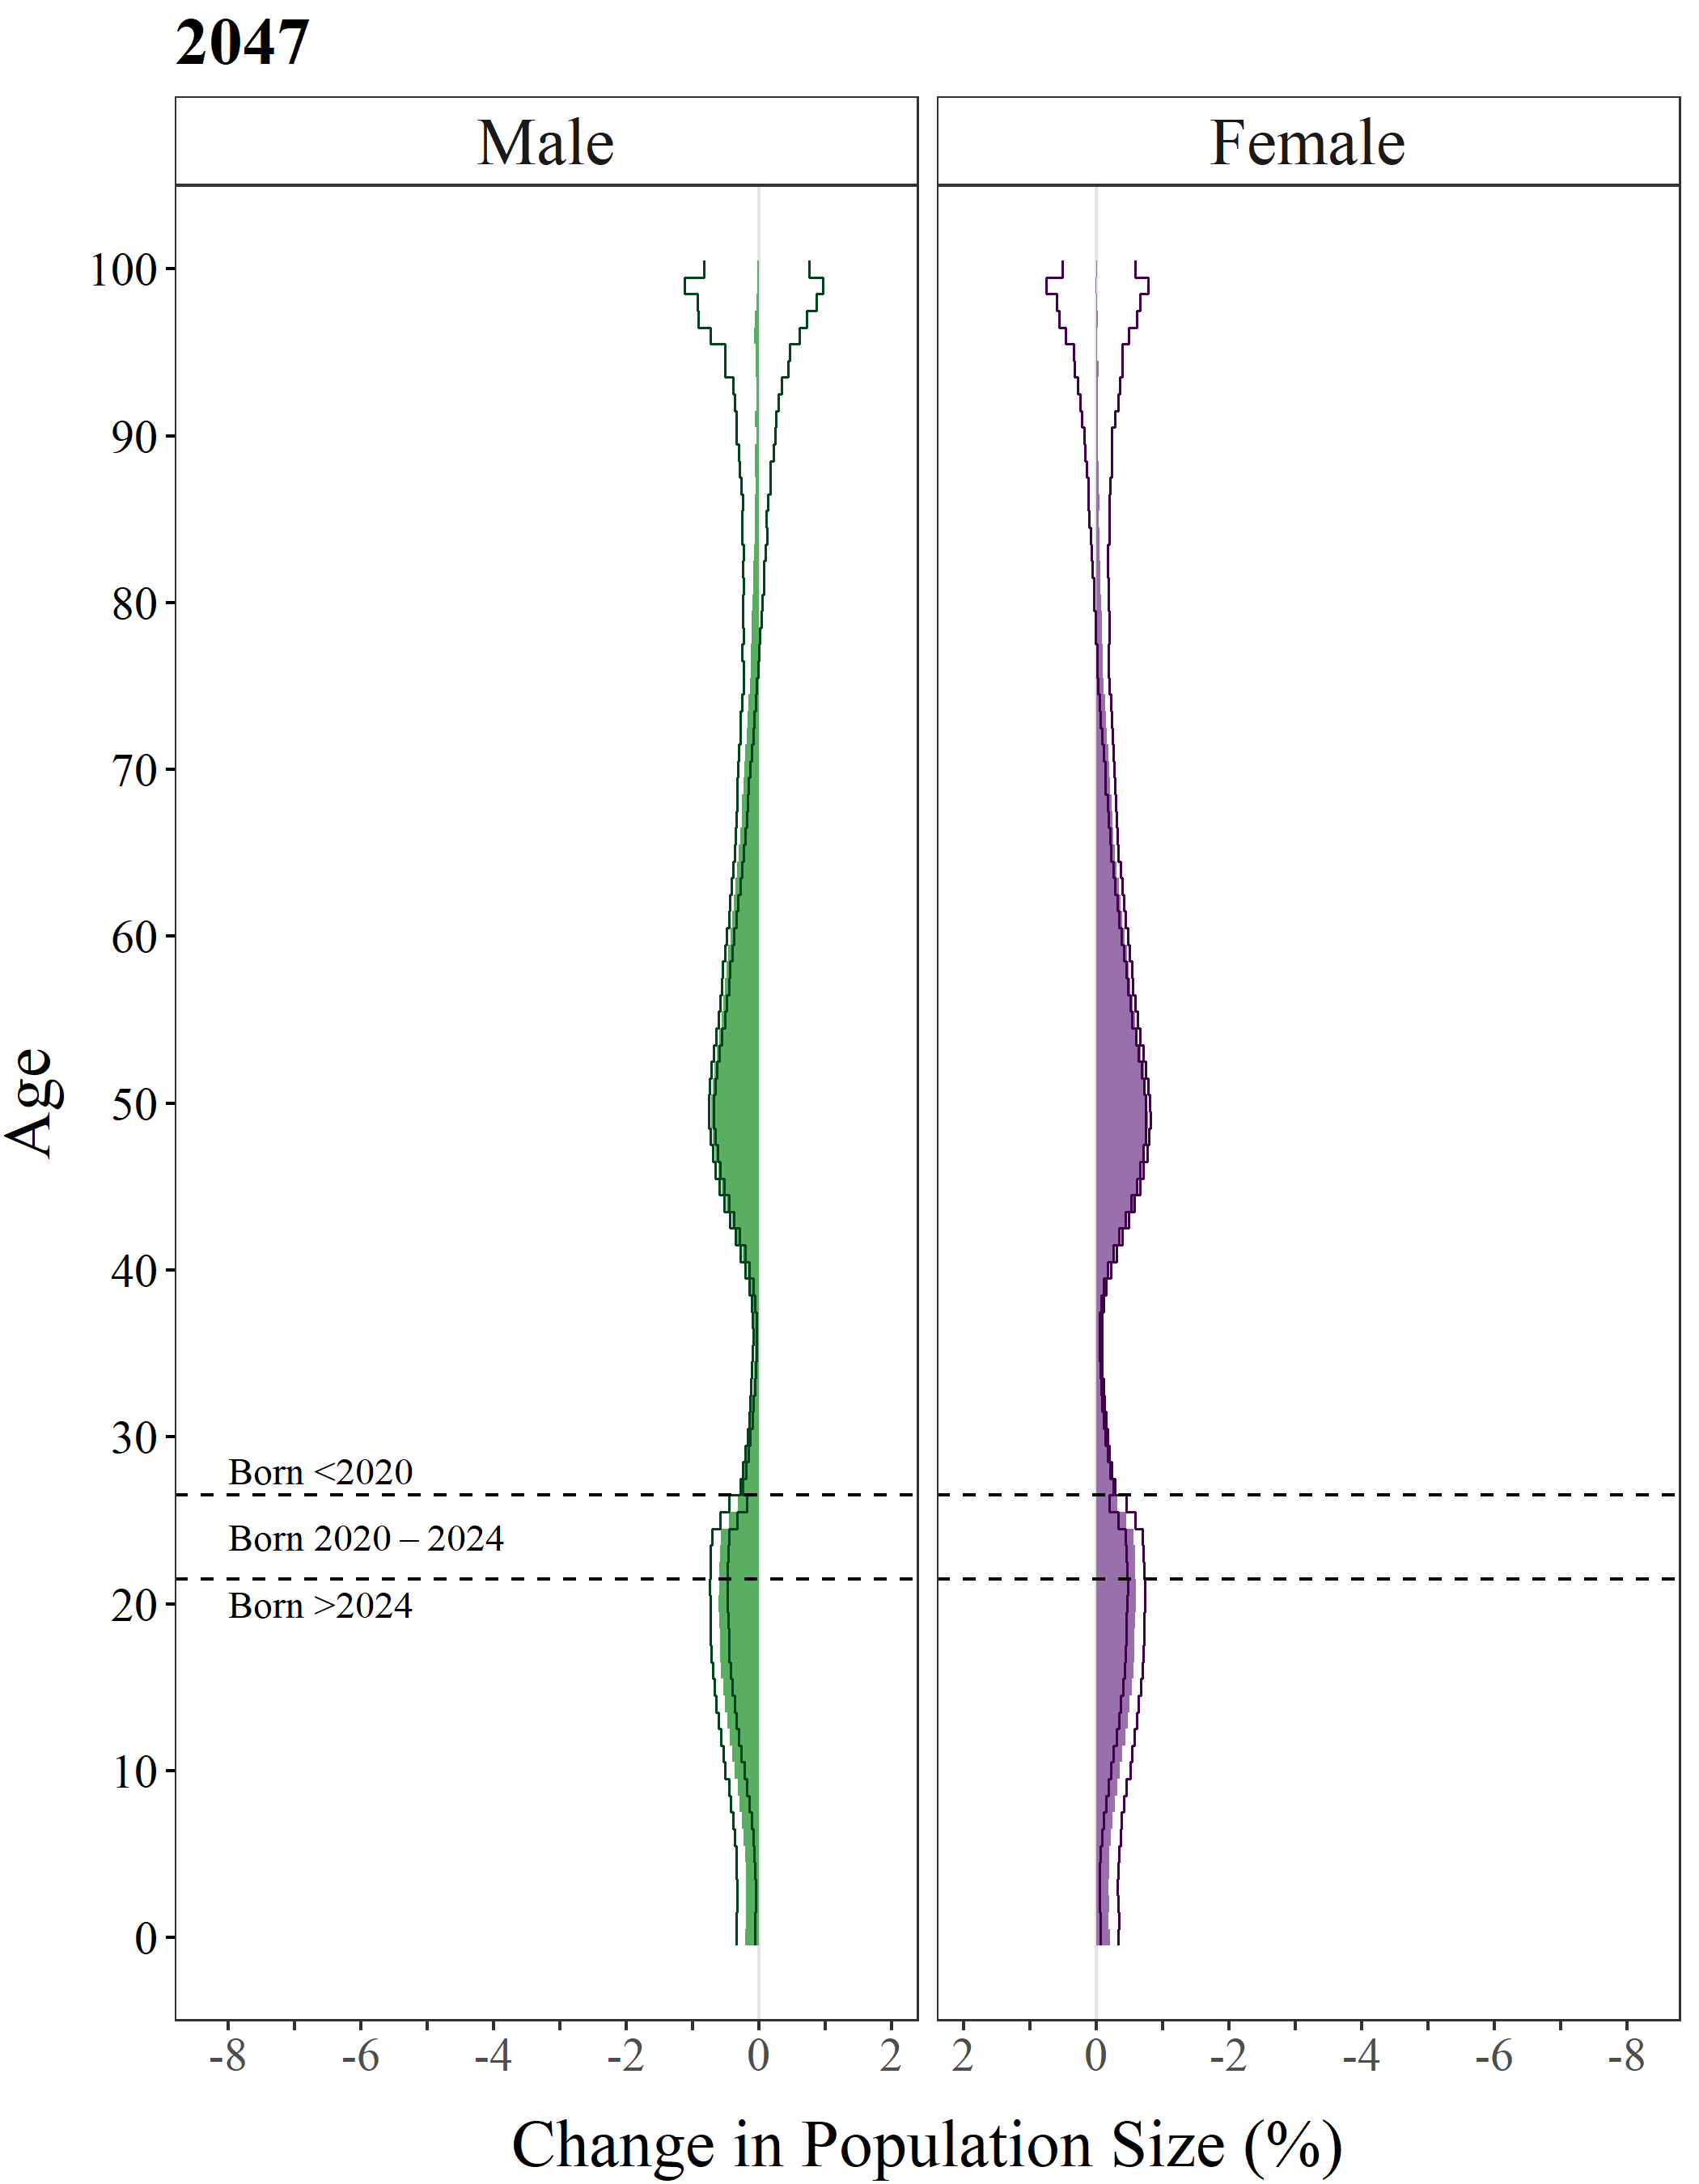 2047
Male
Female
100
90
80
70
60
50
40
30
20
10
0
Age
Born <2020
Born 2020 – 2024
Born >2024
-8 -6 -4 -2 0 2
2 0 -2 -4 -6 -8
Change in Population Size (%)